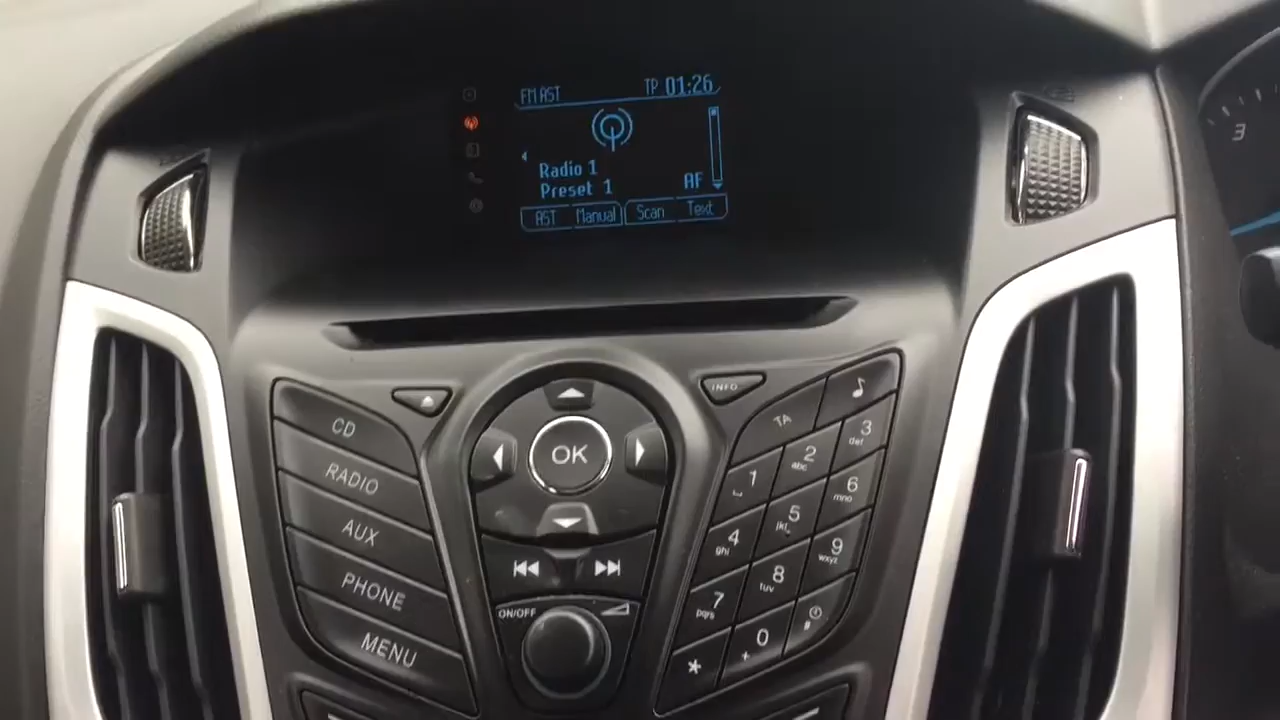 FM AST TP 01:26
Radio 1
Preset 1 AF
AST Manual Scan Text
3
INFO
CD
RADIO
AUX
PHONE
MENU
OK
ON/OFF
TA
1
2 abc
3 def
4 ghi
5 jkl
6 mno
7 pqrs
8 tuv
9 wxyz
*
0 +
#